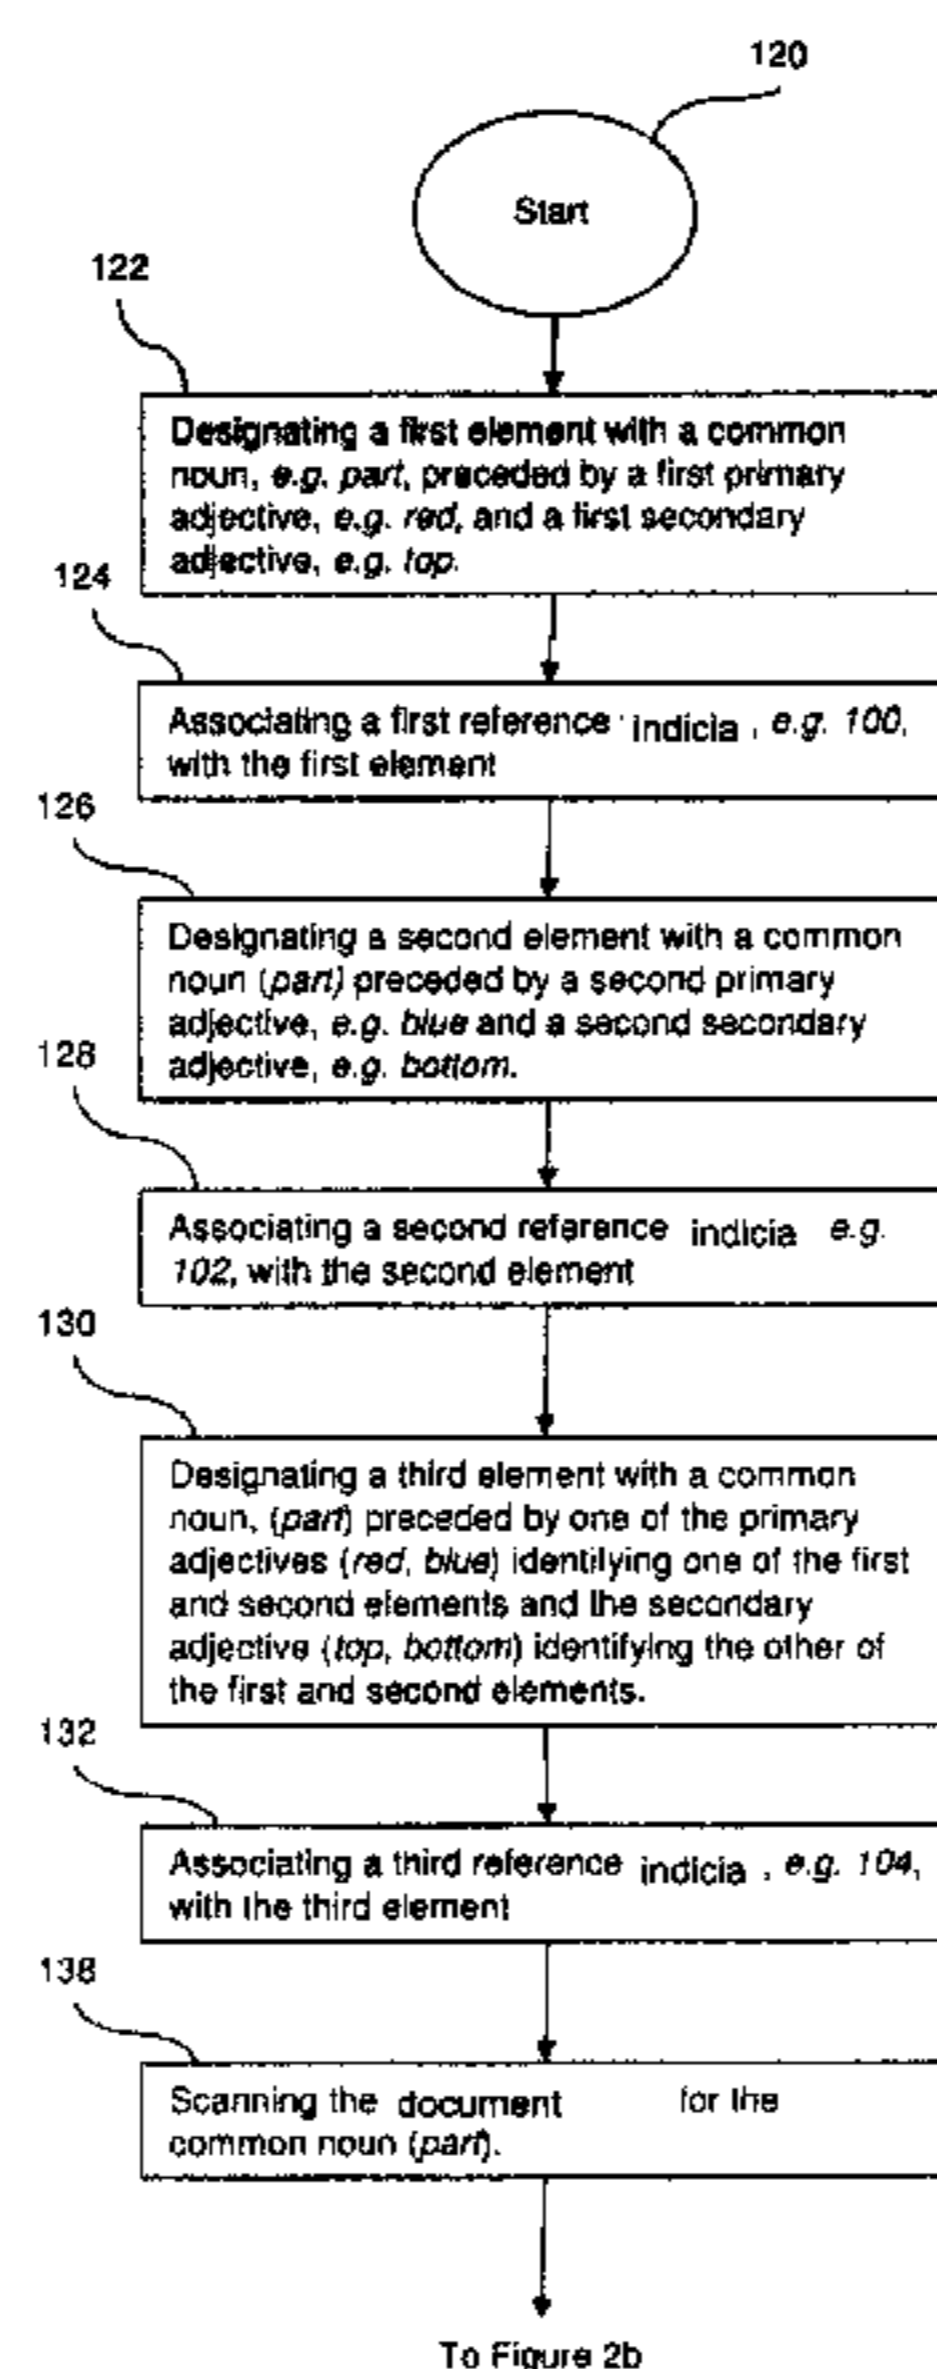 120
Start
122
Designating a first element with a common
noun, e.g. part, preceded by a first primary
adjective, e.g. red, and a first secondary
adjective, e.g. top.
124
Associating a first reference indicia, e.g. 100,
with the first element
126
Designating a second element with a common
noun (part) preceded by a second primary
adjective, e.g. blue and a second secondary
adjective, e.g. bottom.
128
Associating a second reference indicia e.g.
102, with the second element
130
Designating a third element with a common
noun, (part) preceded by one of the primary
adjectives (red, blue) identifying one of the first
and second elements and the secondary
adjective (top, bottom) identifying the other of
the first and second elements.
132
Associating a third reference indicia, e.g. 104,
with the third element
138
Scanning the document for the
common noun (part).
To Figure 2b